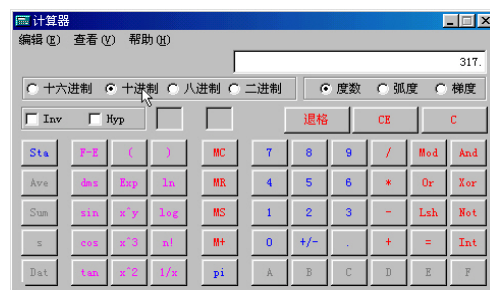 计算器
编辑(E) 查看(V) 帮助(H)
317.
十六进制 十进制 八进制 二进制 度数 弧度 梯度
Inv Hyp 退格 CE C
Sta F-E ( ) MC 7 8 9 / Mod And
Ave dms Exp ln MR 4 5 6 * Or Xor
Sum sin x^y log MS 1 2 3 - Lsh Not
s cos x^3 n! M+ 0 +/- . + = Int
Dat tan x^2 1/x pi A B C D E F